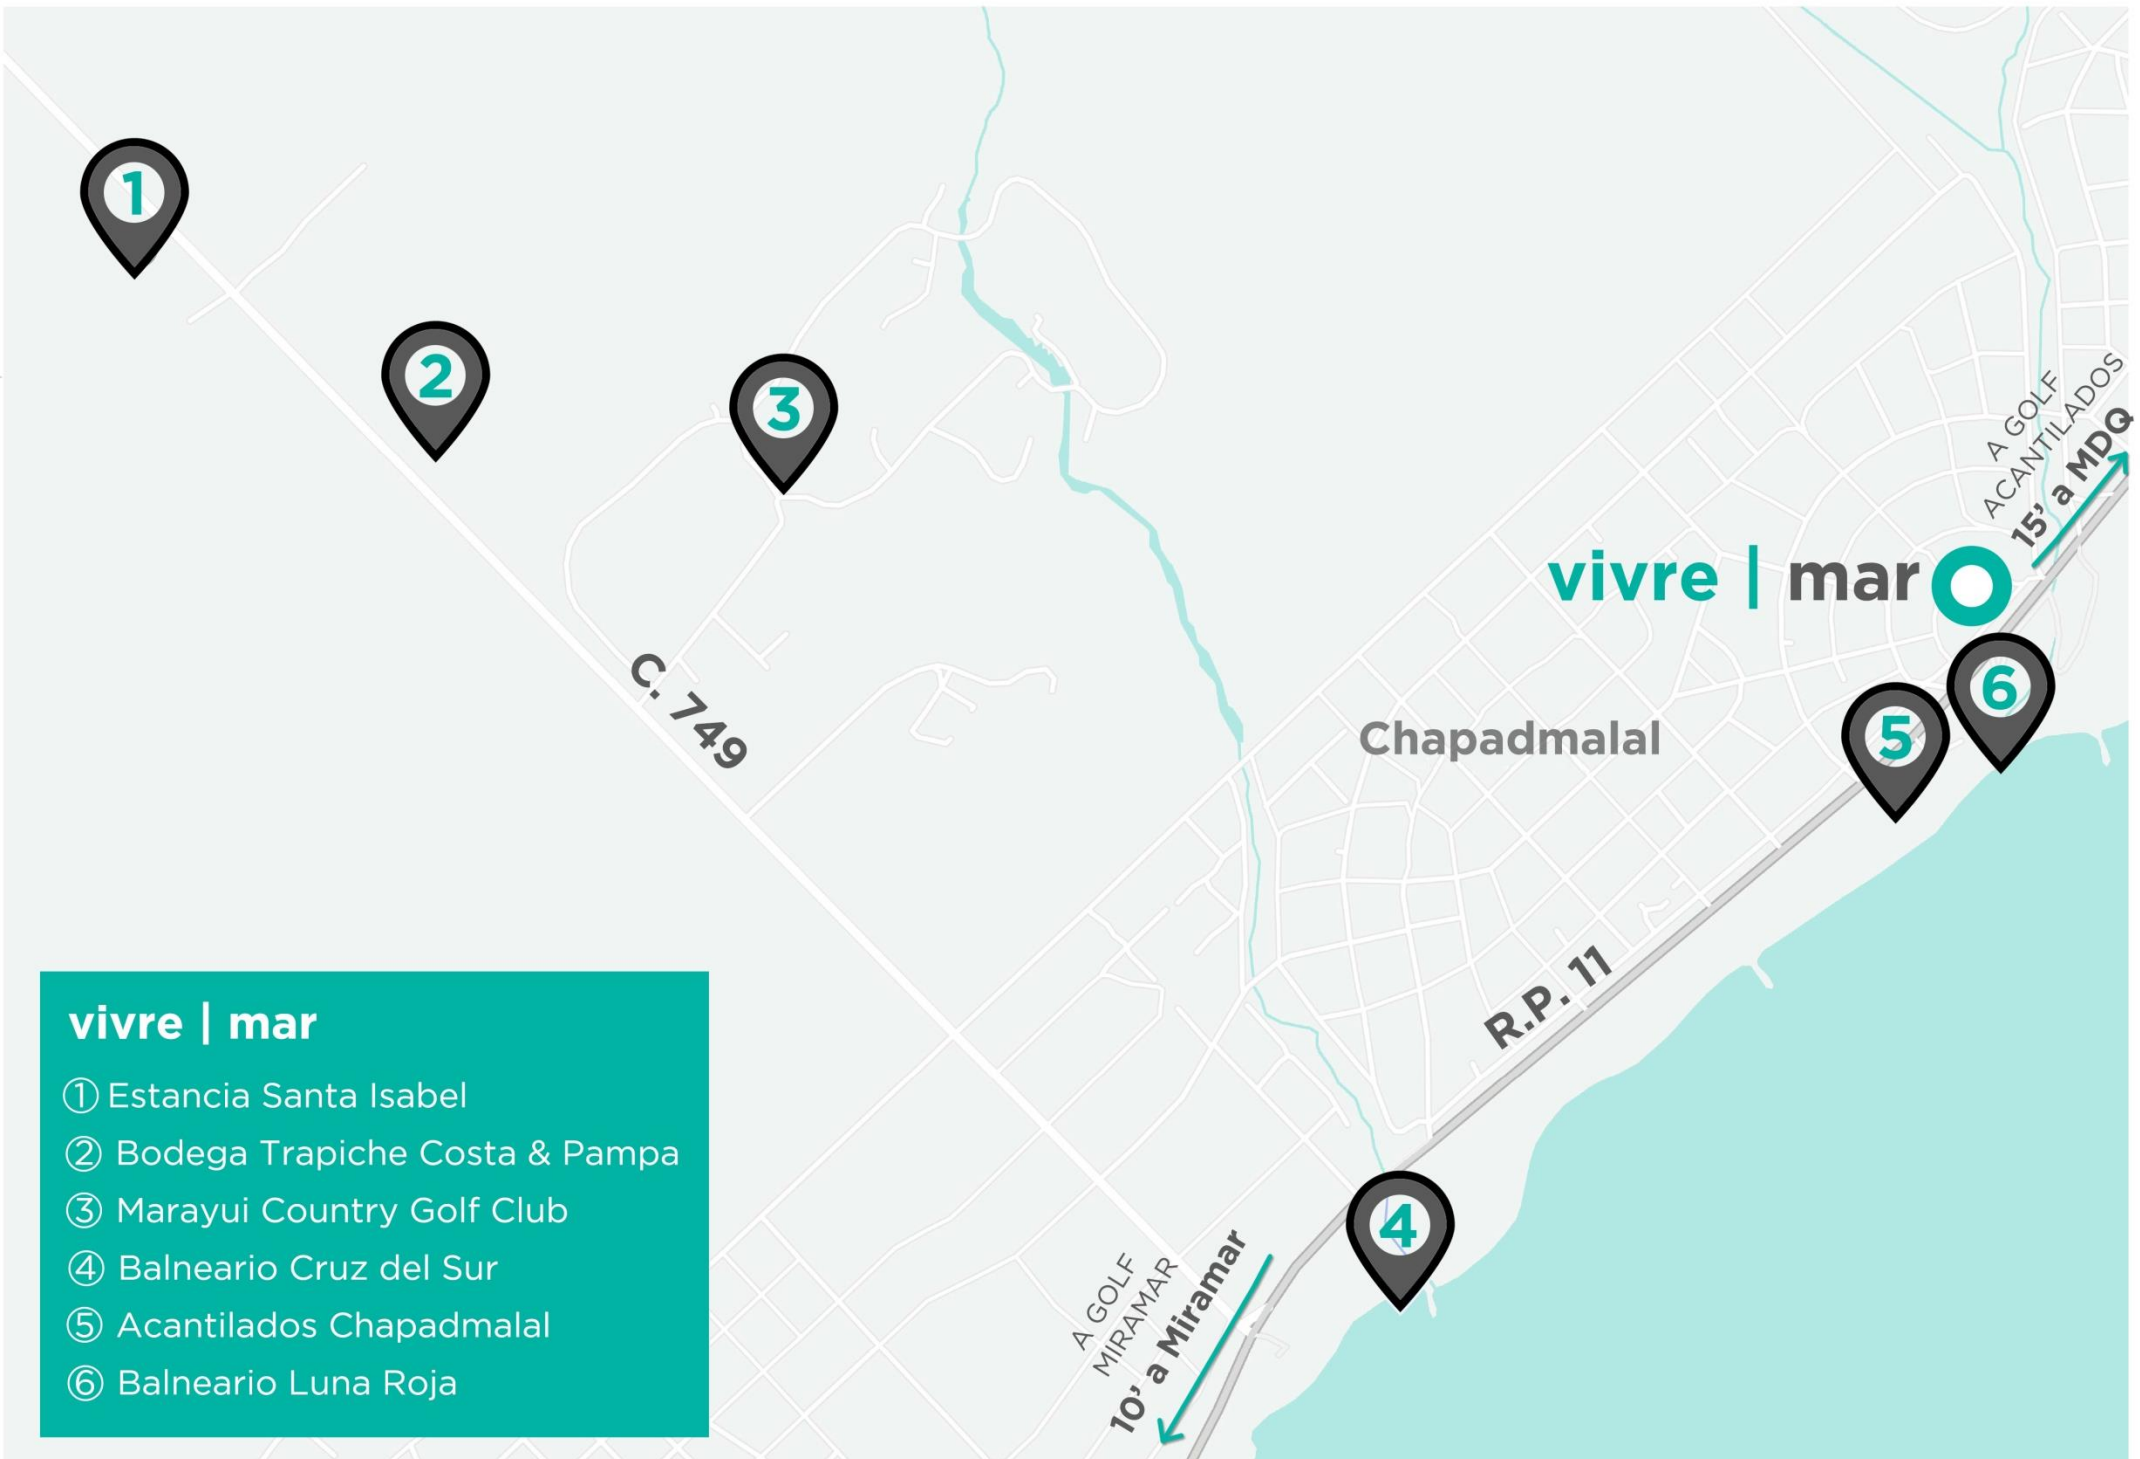 1
2
3
A GOLF
ACANTILADOS
15' a MDQ
vivre | mar
6
5
C. 749
Chapadmalal
R.P. 11
4
A GOLF
MIRAMAR
10' a Miramar
vivre | mar
① Estancia Santa Isabel
② Bodega Trapiche Costa & Pampa
③ Marayui Country Golf Club
④ Balneario Cruz del Sur
⑤ Acantilados Chapadmalal
⑥ Balneario Luna Roja